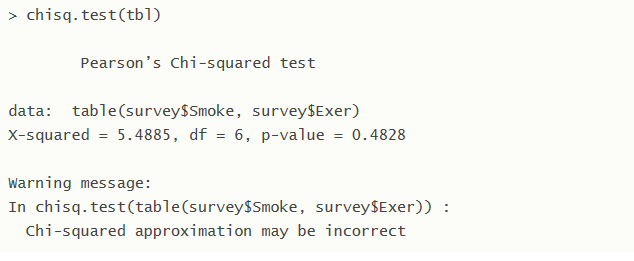 > chisq.test(tbl)
Pearson’s Chi-squared test
data:  table(survey$Smoke, survey$Exer)
X-squared = 5.4885, df = 6, p-value = 0.4828
Warning message:
In chisq.test(table(survey$Smoke, survey$Exer)) :
Chi-squared approximation may be incorrect